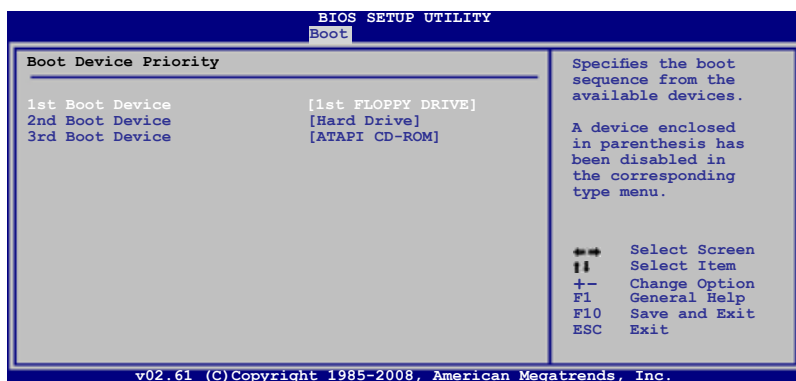 BIOS SETUP UTILITY
Boot
Boot Device Priority
1st Boot Device [1st FLOPPY DRIVE]
2nd Boot Device [Hard Drive]
3rd Boot Device [ATAPI CD-ROM]
Specifies the boot
sequence from the
available devices.
A device enclosed
in parenthesis has
been disabled in
the corresponding
type menu.
←→ Select Screen
↑↓ Select Item
+- Change Option
F1 General Help
F10 Save and Exit
ESC Exit
v02.61 (C)Copyright 1985-2008, American Megatrends, Inc.